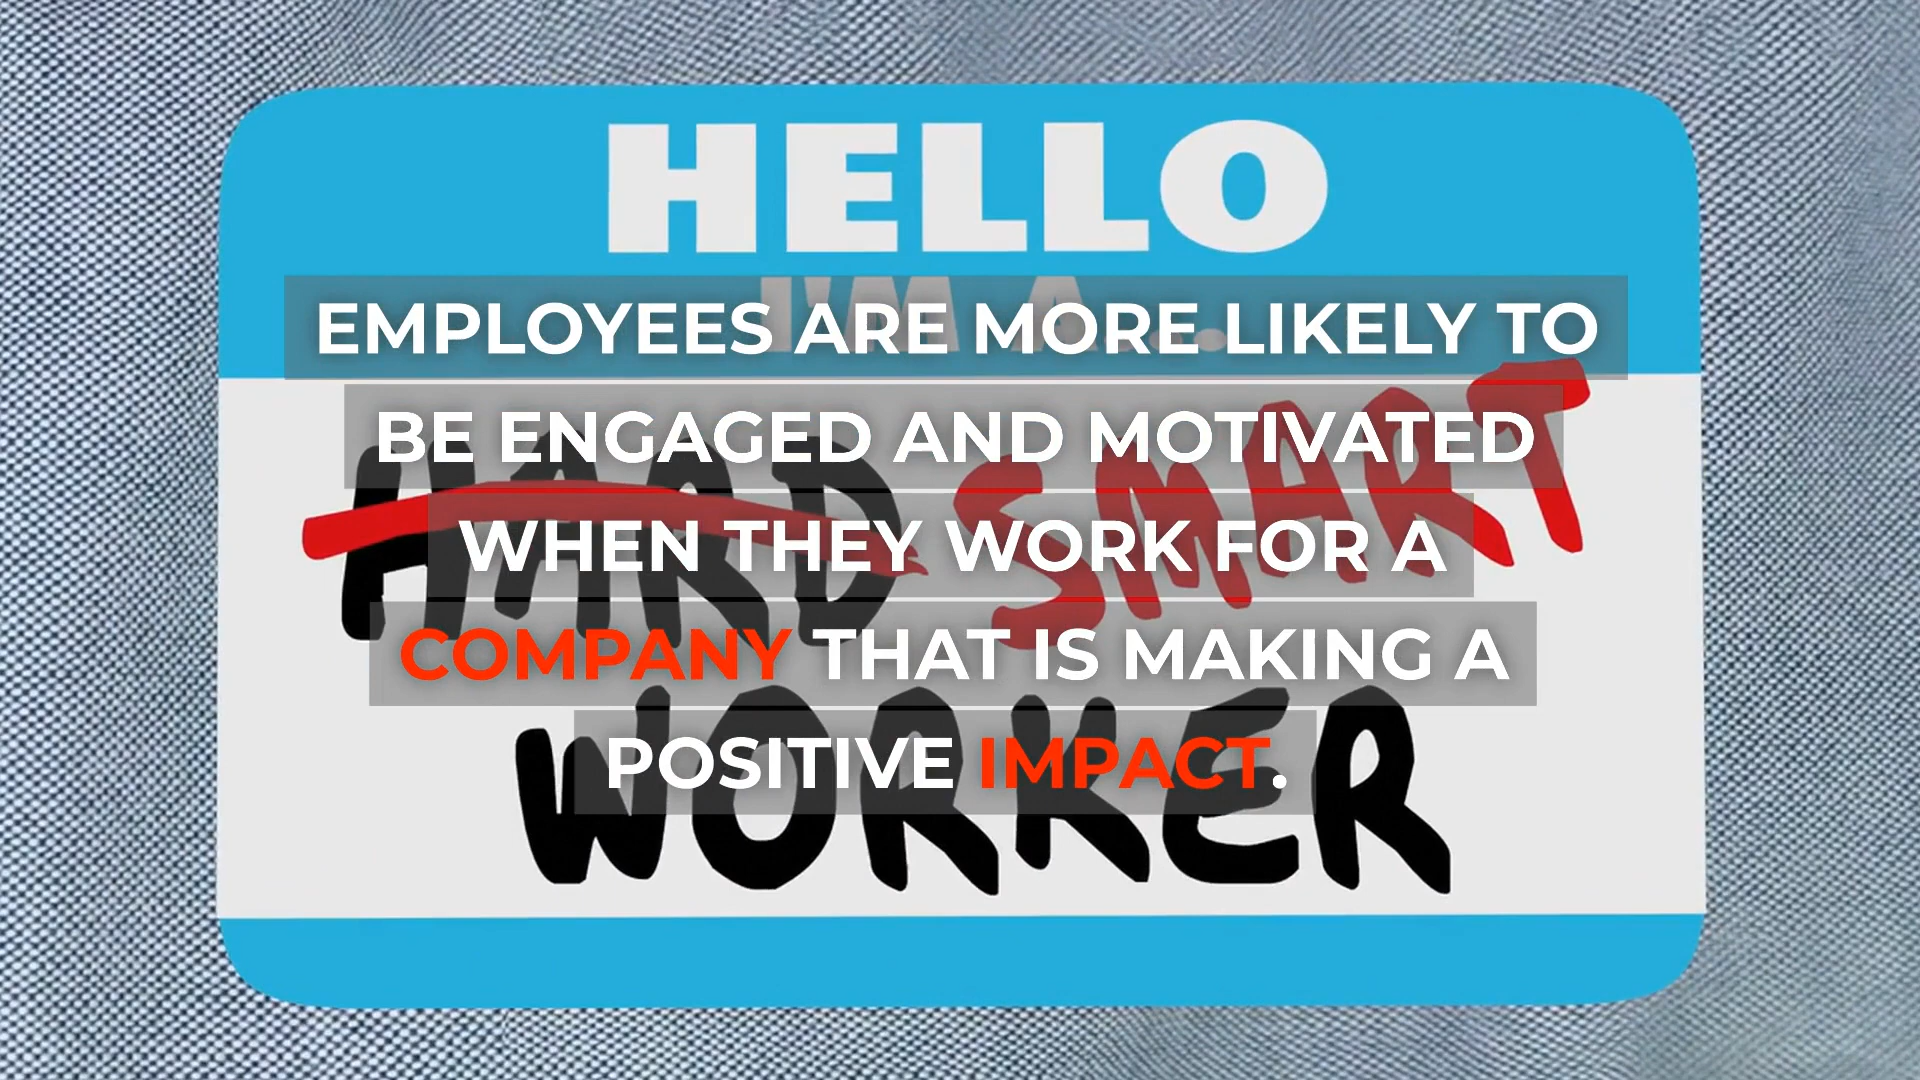 HELLO
I'M A...
EMPLOYEES ARE MORE LIKELY TO
BE ENGAGED AND MOTIVATED
WHEN THEY WORK FOR A
COMPANY THAT IS MAKING A
POSITIVE IMPACT.
HARD SMART
WORKER